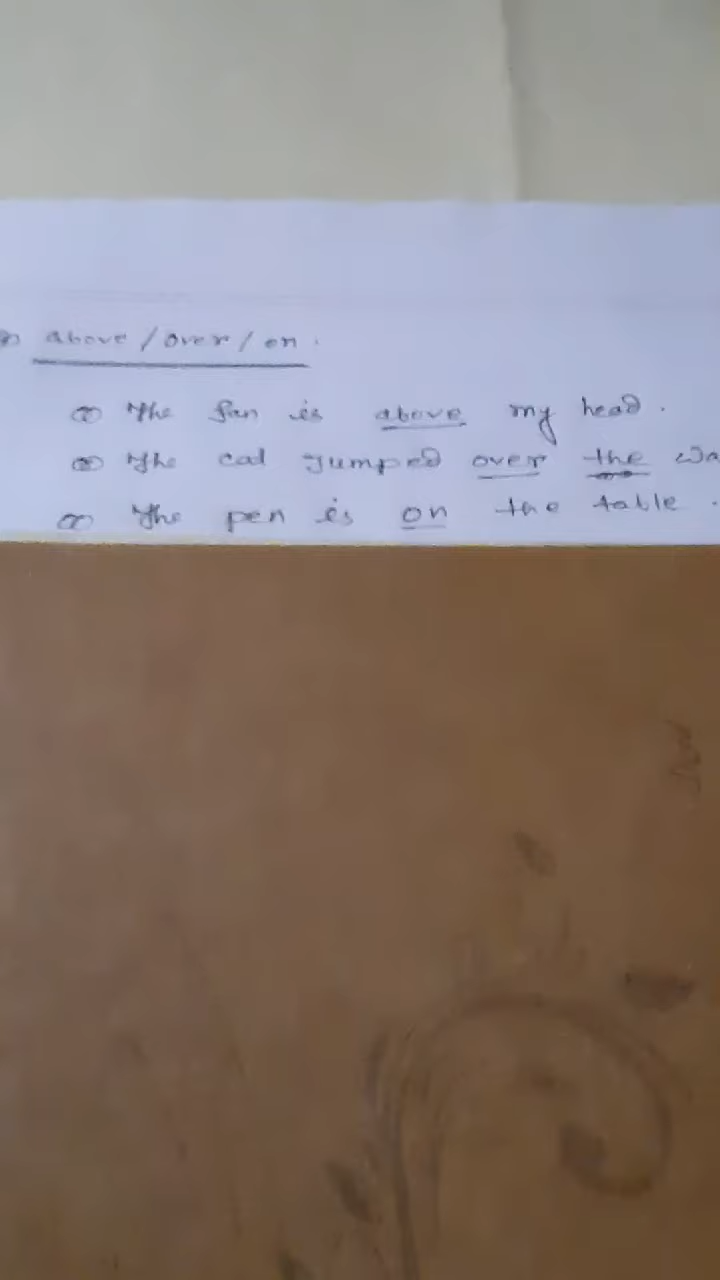 above / over / on.
The fan is above my head.
The cat Jumped over the
The pen is on the table.